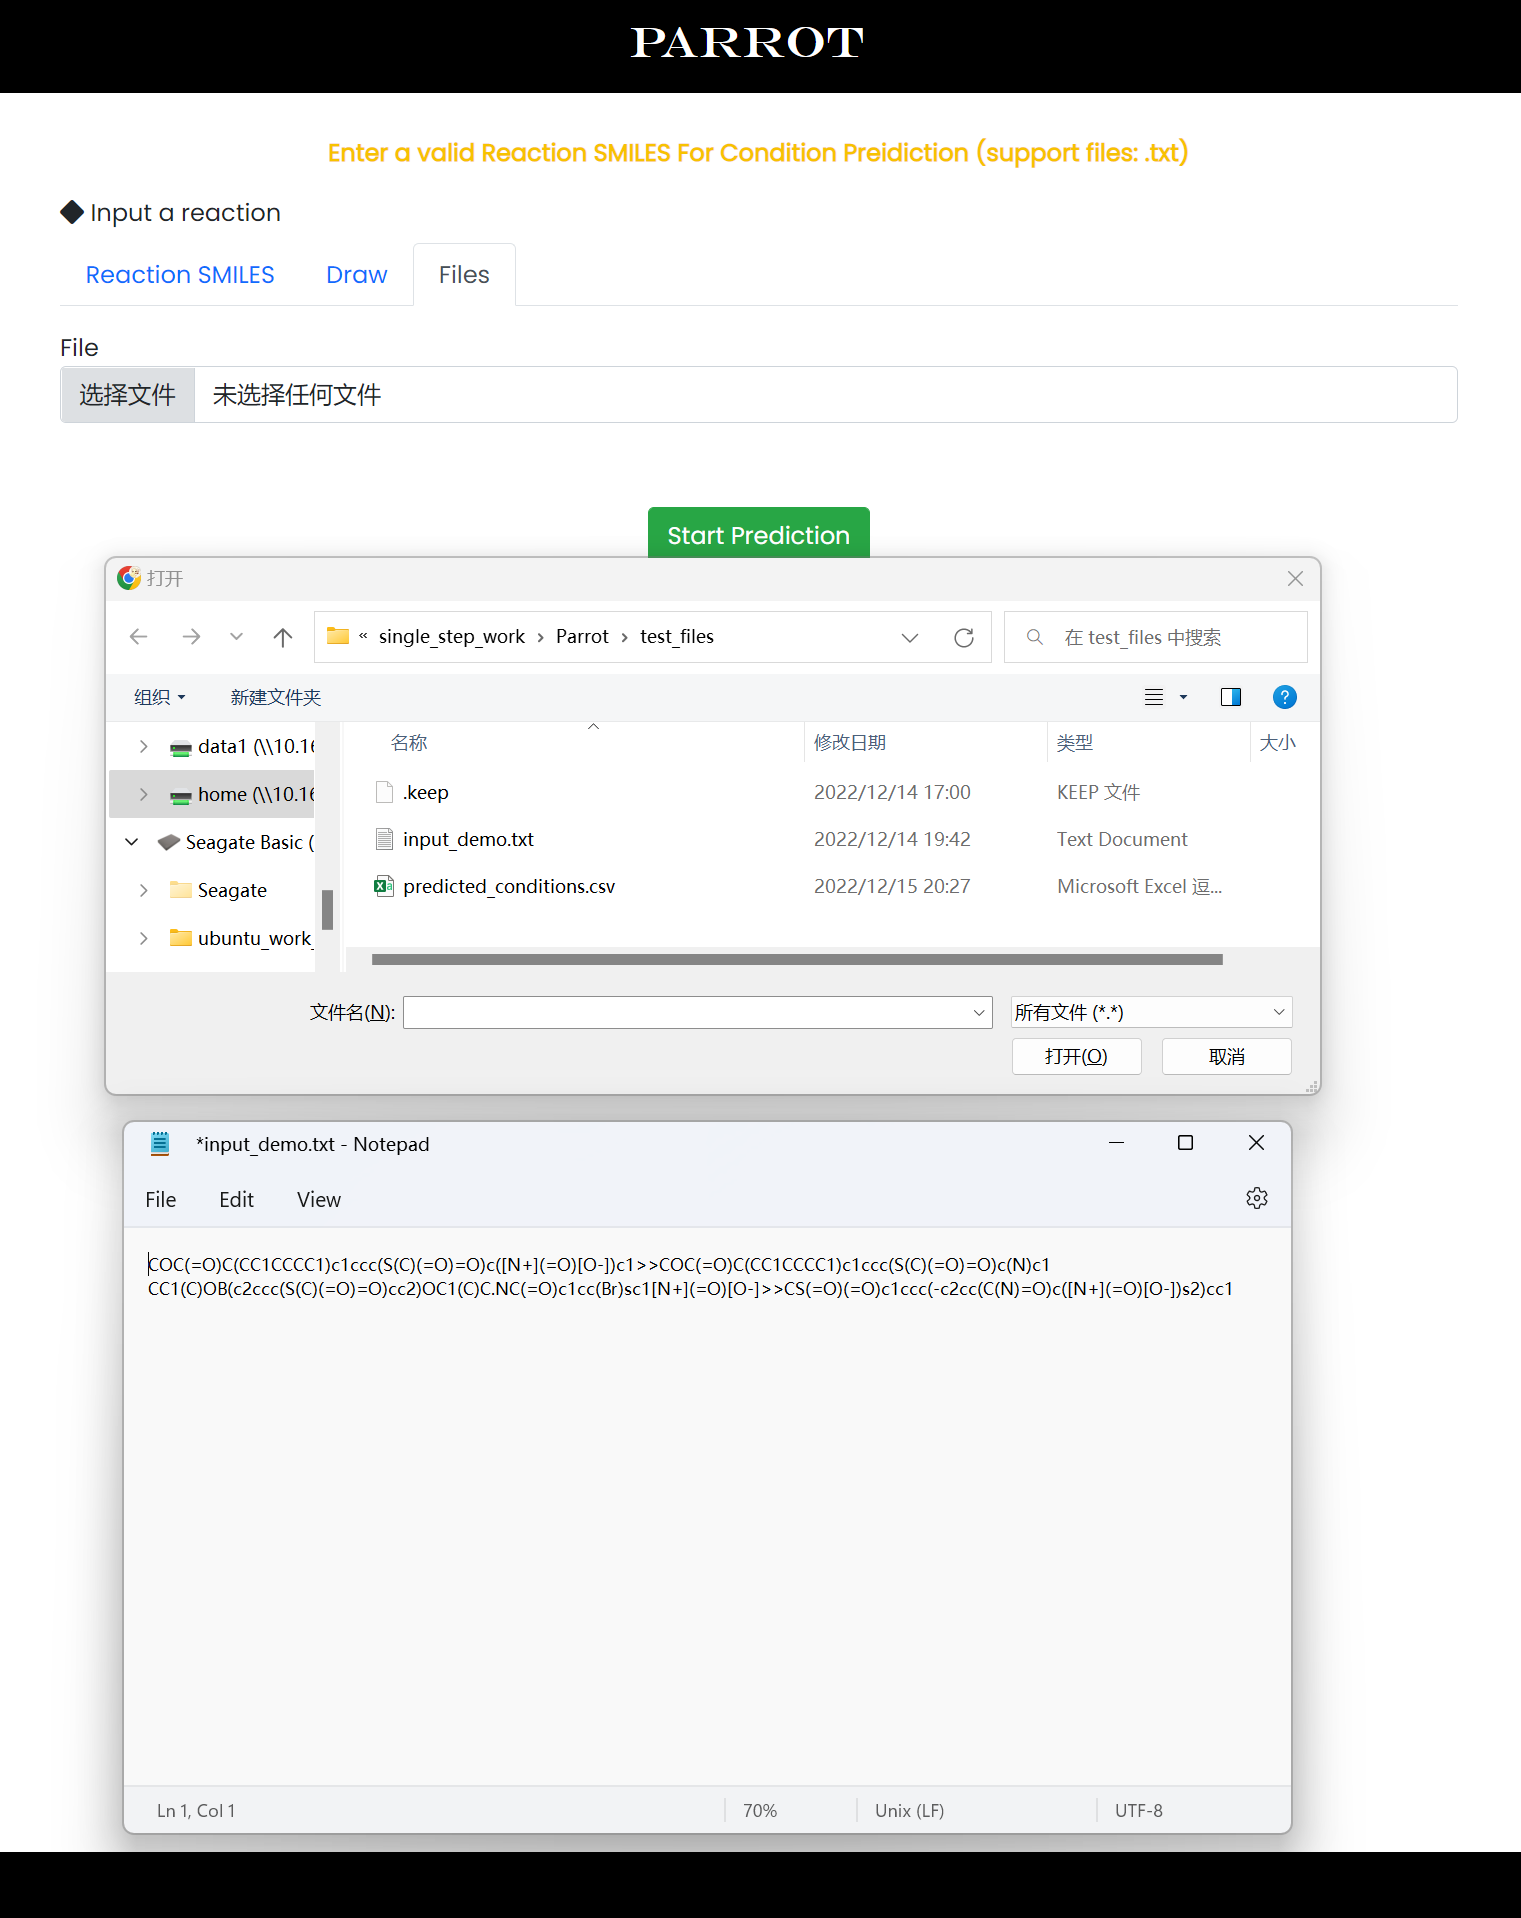 PARROT
Enter a valid Reaction SMILES For Condition Preidiction (support files: .txt)
Input a reaction
Reaction SMILES Draw Files
File
选择文件 未选择任何文件
Start Prediction
打开
« single_step_work › Parrot › test_files 在 test_files 中搜索
组织 新建文件夹
名称 修改日期 类型 大小
data1 (\\10.16
home (\\10.16
Seagate Basic (
Seagate
ubuntu_work_
.keep 2022/12/14 17:00 KEEP 文件
input_demo.txt 2022/12/14 19:42 Text Document
predicted_conditions.csv 2022/12/15 20:27 Microsoft Excel 逗...
文件名(N): 所有文件 (*.*)
打开(O) 取消
*input_demo.txt - Notepad
File Edit View
COC(=O)C(CC1CCCC1)c1ccc(S(C)(=O)=O)c([N+](=O)[O-])c1>>COC(=O)C(CC1CCCC1)c1ccc(S(C)(=O)=O)c(N)c1
CC1(C)OB(c2ccc(S(C)(=O)=O)cc2)OC1(C)C.NC(=O)c1cc(Br)sc1[N+](=O)[O-]>>CS(=O)(=O)c1ccc(-c2cc(C(N)=O)c([N+](=O)[O-])s2)cc1
Ln 1, Col 1 70% Unix (LF) UTF-8